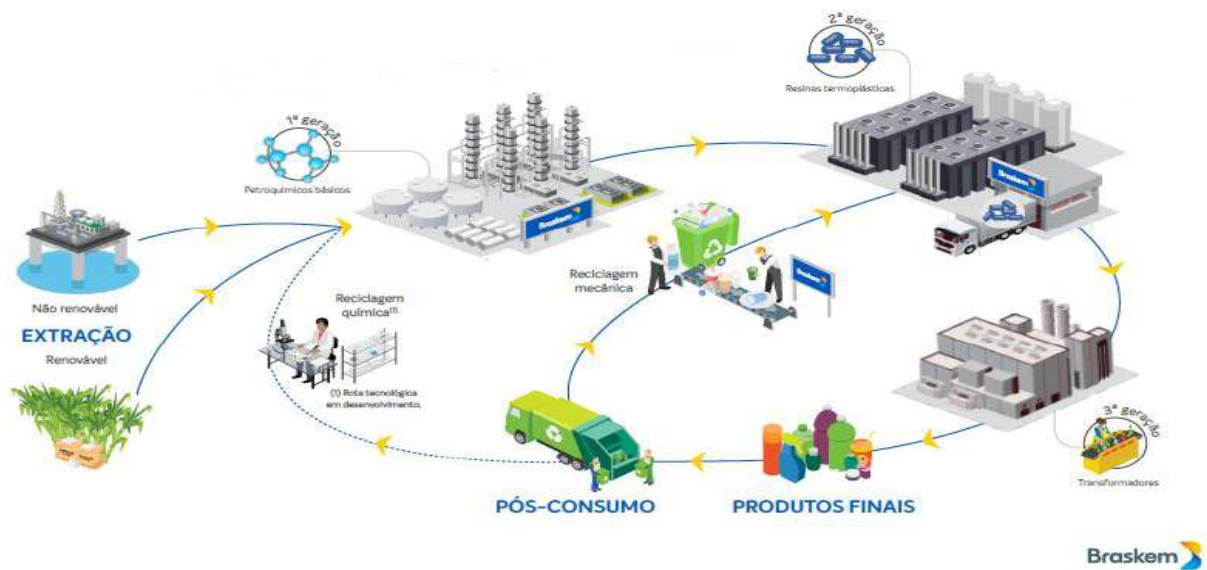 2ª geração
Resinas termoplásticas
1ª geração
Petroquímicos básicos
Braskem
Braskem
Não renovável
EXTRAÇÃO
Renovável
Reciclagem
mecânica
Braskem
Reciclagem
química(1)
(1) Rota tecnológica
em desenvolvimento.
3ª geração
Transformadores
PÓS-CONSUMO
PRODUTOS FINAIS
Braskem